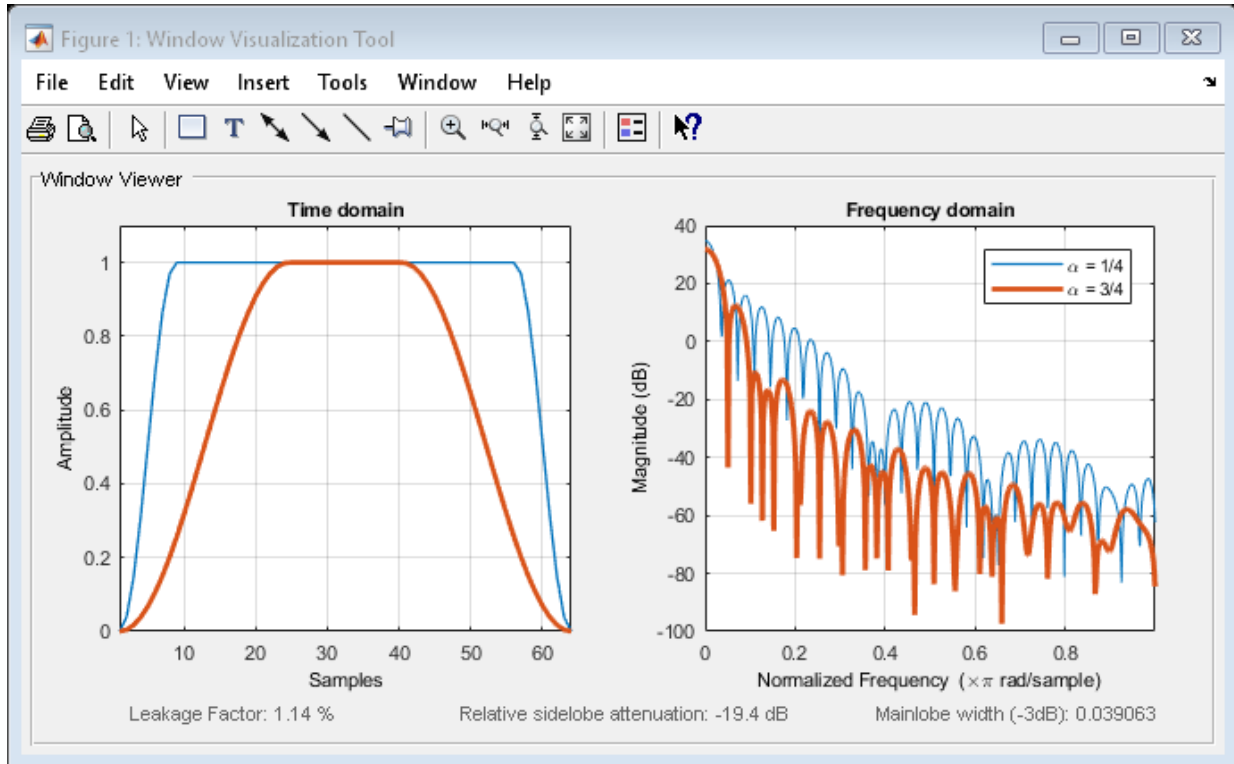 Figure 1: Window Visualization Tool
File Edit View Insert Tools Window Help
T
?
Window Viewer
Time domain
1
0.8
0.6
0.4
0.2
0
10 20 30 40 50 60
Amplitude
Samples
Frequency domain
40
20
0
-20
-40
-60
-80
-100
0 0.2 0.4 0.6 0.8
Magnitude (dB)
Normalized Frequency (×π rad/sample)
α = 1/4
α = 3/4
Leakage Factor: 1.14 % Relative sidelobe attenuation: -19.4 dB Mainlobe width (-3dB): 0.039063